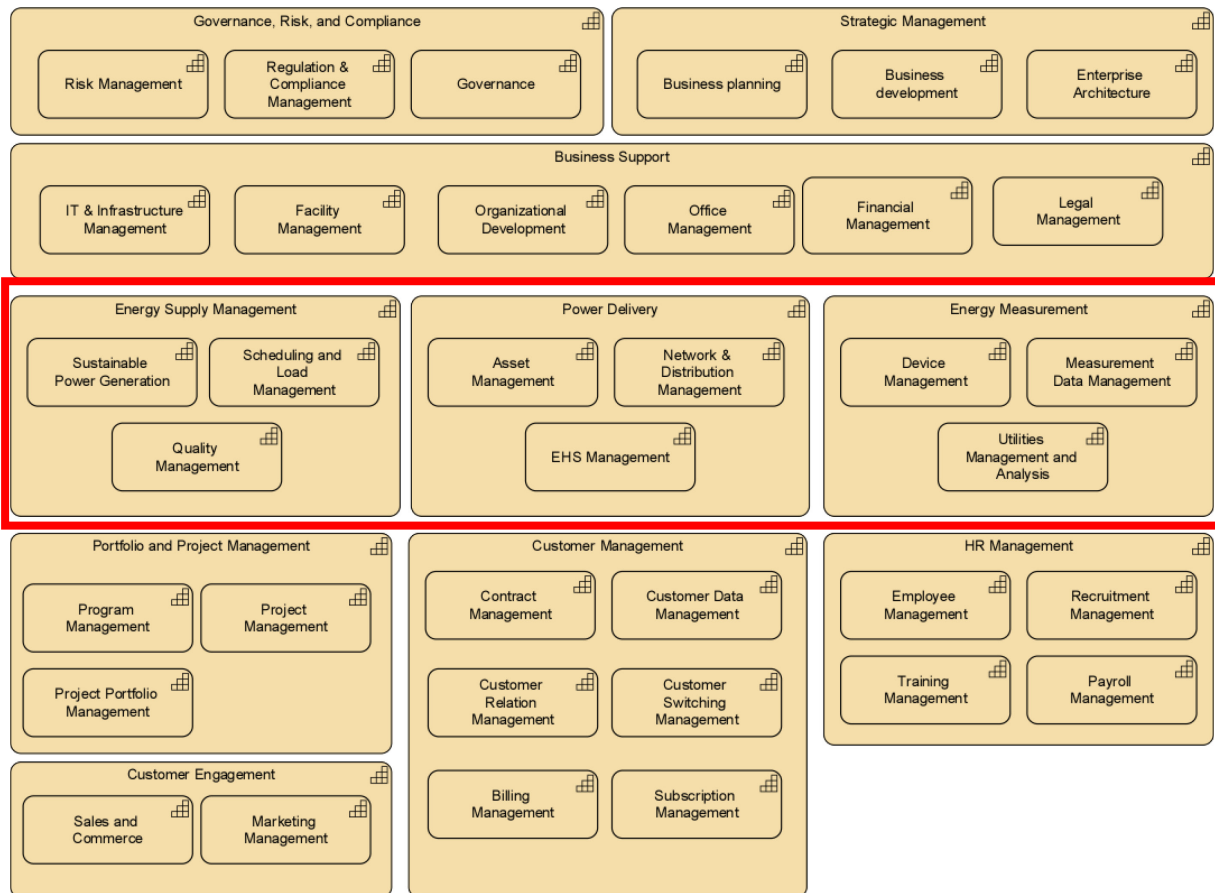 Governance, Risk, and Compliance
Risk Management
Regulation &
Compliance
Management
Governance
Strategic Management
Business planning
Business
development
Enterprise
Architecture
Business Support
IT & Infrastructure
Management
Facility
Management
Organizational
Development
Office
Management
Financial
Management
Legal
Management
Energy Supply Management
Sustainable
Power Generation
Scheduling and
Load
Management
Quality
Management
Power Delivery
Asset
Management
Network &
Distribution
Management
EHS Management
Energy Measurement
Device
Management
Measurement
Data Management
Utilities
Management and
Analysis
Portfolio and Project Management
Program
Management
Project
Management
Project Portfolio
Management
Customer Management
Contract
Management
Customer Data
Management
Customer
Relation
Management
Customer
Switching
Management
Billing
Management
Subscription
Management
HR Management
Employee
Management
Recruitment
Management
Training
Management
Payroll
Management
Customer Engagement
Sales and
Commerce
Marketing
Management